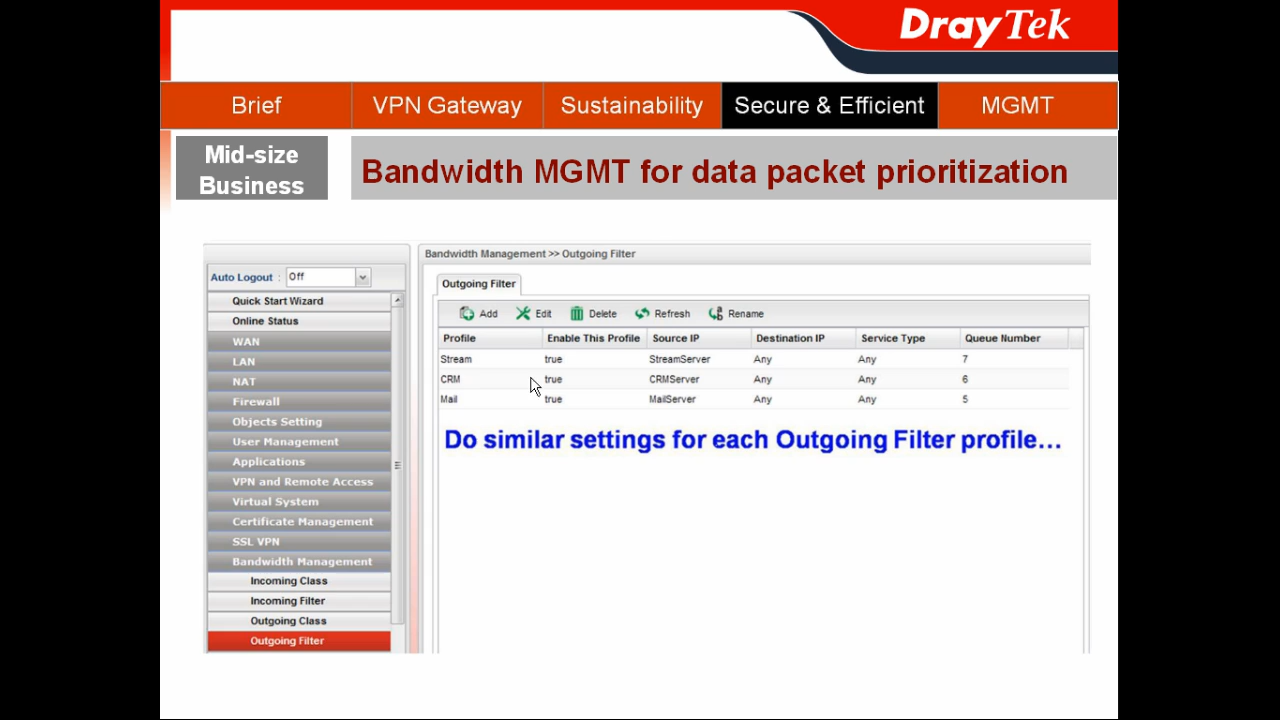 DrayTek
Brief VPN Gateway Sustainability Secure & Efficient MGMT
Mid-size
Business
Bandwidth MGMT for data packet prioritization
Auto Logout : Off
Quick Start Wizard
Online Status
WAN
LAN
NAT
Firewall
Objects Setting
User Management
Applications
VPN and Remote Access
Virtual System
Certificate Management
SSL VPN
Bandwidth Management
Incoming Class
Incoming Filter
Outgoing Class
Outgoing Filter
Bandwidth Management >> Outgoing Filter
Outgoing Filter
Add Edit Delete Refresh Rename
Profile Enable This Profile Source IP Destination IP Service Type Queue Number
Stream true StreamServer Any Any 7
CRM true CRMServer Any Any 6
Mail true MailServer Any Any 5
Do similar settings for each Outgoing Filter profile...